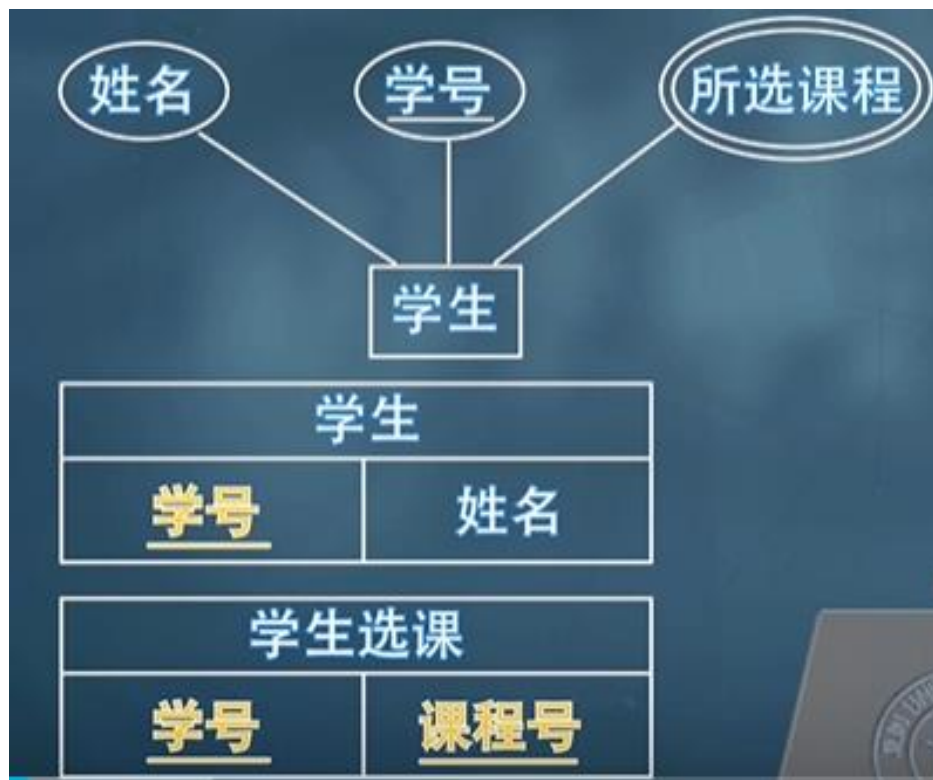 姓名 学号 所选课程
学生
学生
学号 姓名
学生选课
学号 课程号